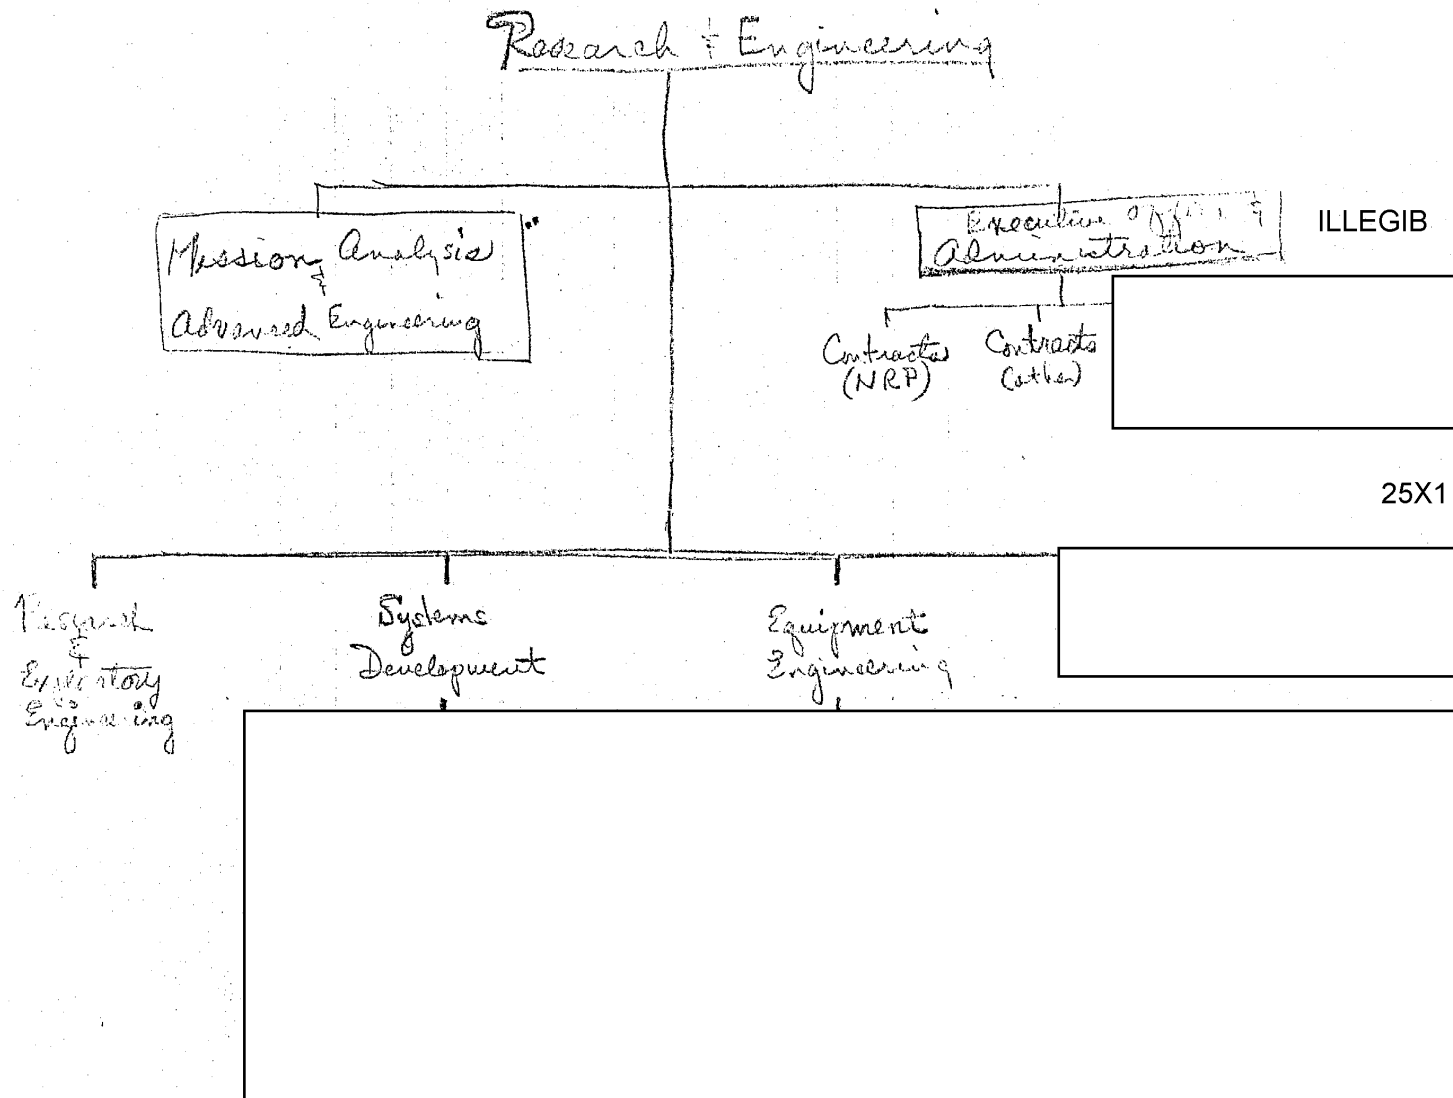 Research & Engineering
Mission Analysis
&
Advanced Engineering
Executive &
Administration
ILLEGIB
Contracts
(NRP)
Contracts
(other)
25X1
Research
&
Exploratory
Engineering
Systems
Development
Equipment
Engineering